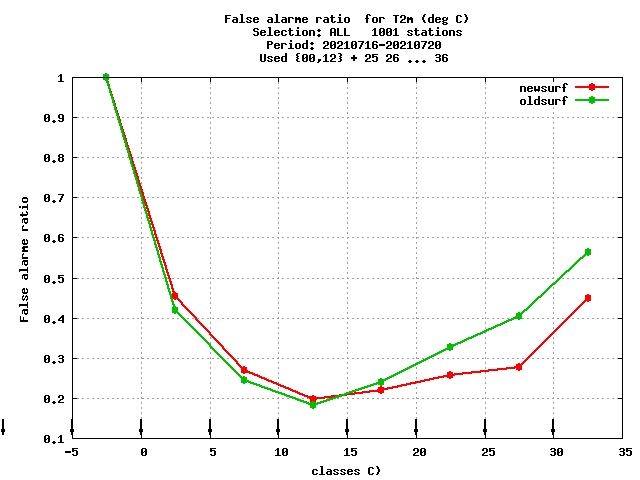 False alarme ratio  for T2m (deg C)
Selection: ALL   1001 stations
Period: 20210716-20210720
Used {00,12} + 25 26 ... 36
newsurf
oldsurf
False alarme ratio
1
0.9
0.8
0.7
0.6
0.5
0.4
0.3
0.2
0.1
-5 0 5 10 15 20 25 30 35
classes C)